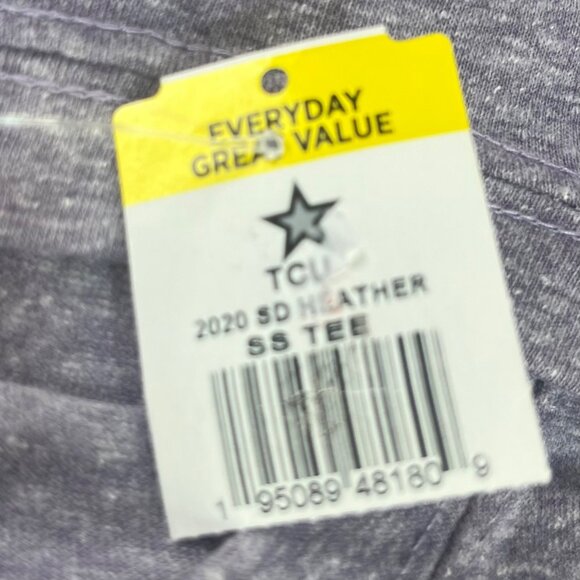 EVERYDAY
GREAT VALUE
TCU
2020 SD HEATHER
SS TEE
1 95089 48180 9